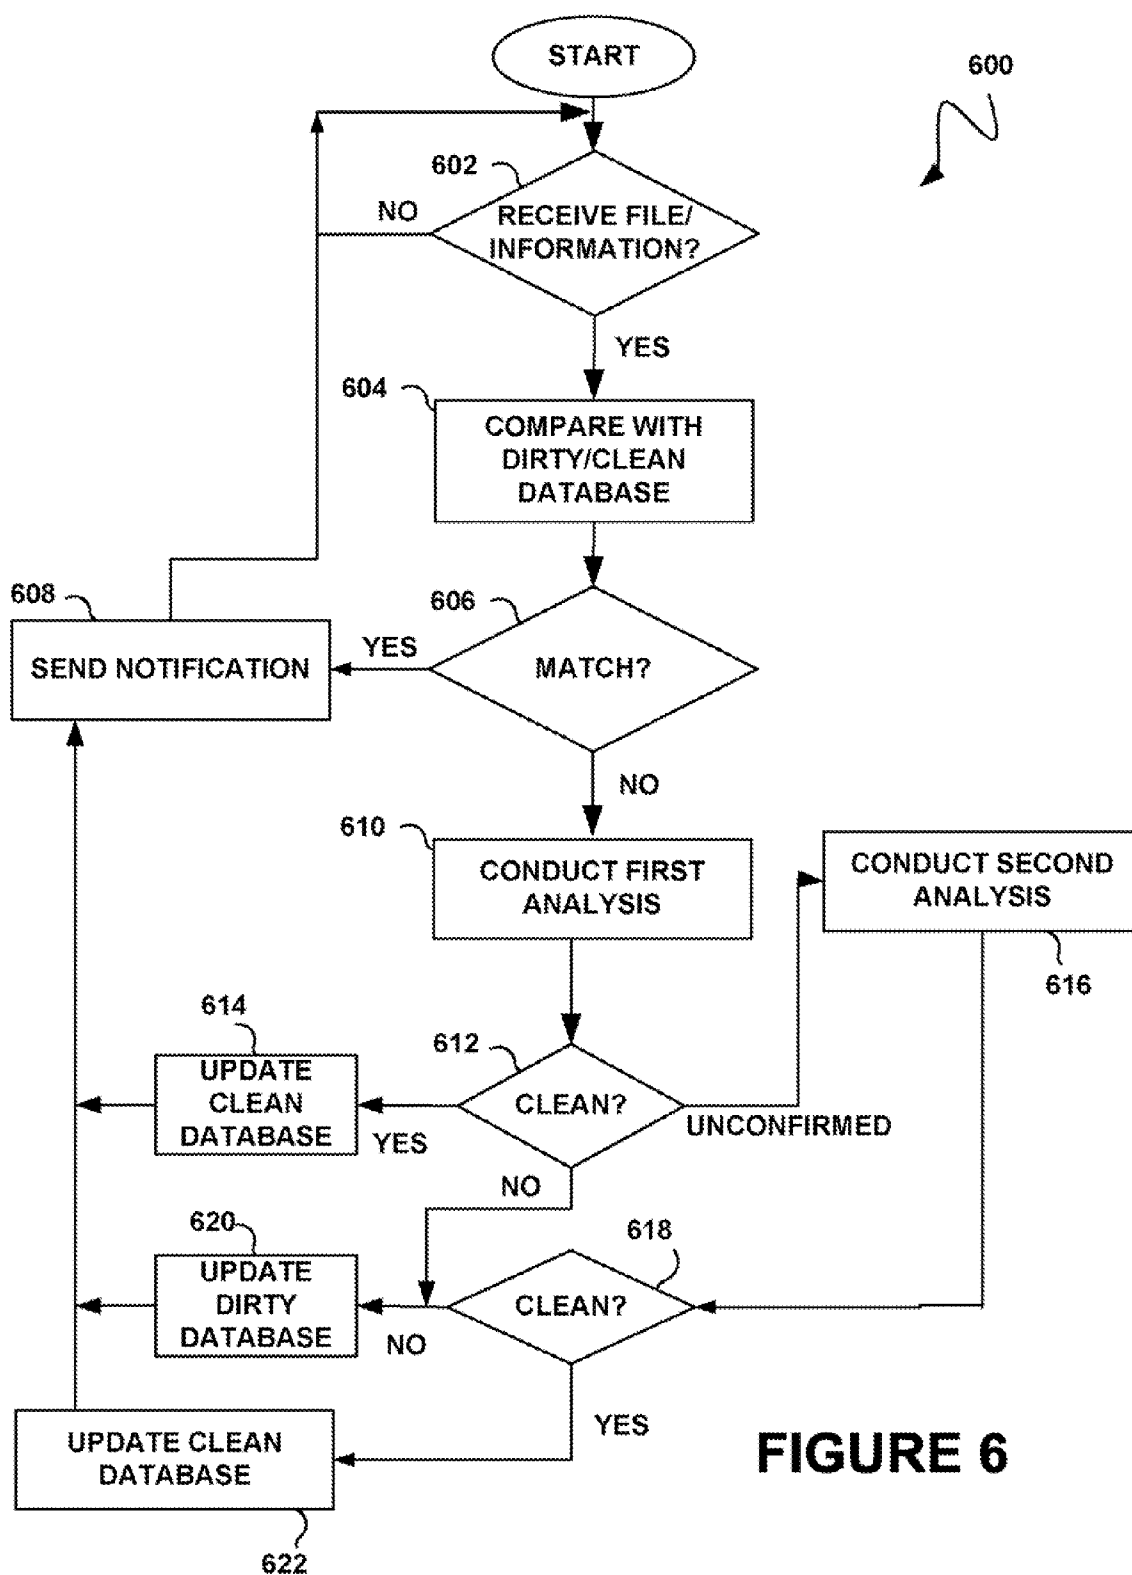 START
600
602
NO
RECEIVE FILE/
INFORMATION?
YES
604
COMPARE WITH
DIRTY/CLEAN
DATABASE
608
606
YES
SEND NOTIFICATION
MATCH?
NO
610
CONDUCT FIRST
ANALYSIS
CONDUCT SECOND
ANALYSIS
616
614
612
UPDATE
CLEAN
DATABASE
YES
CLEAN?
UNCONFIRMED
NO
620
618
UPDATE
DIRTY
DATABASE
NO
CLEAN?
YES
UPDATE CLEAN
DATABASE
622
FIGURE 6